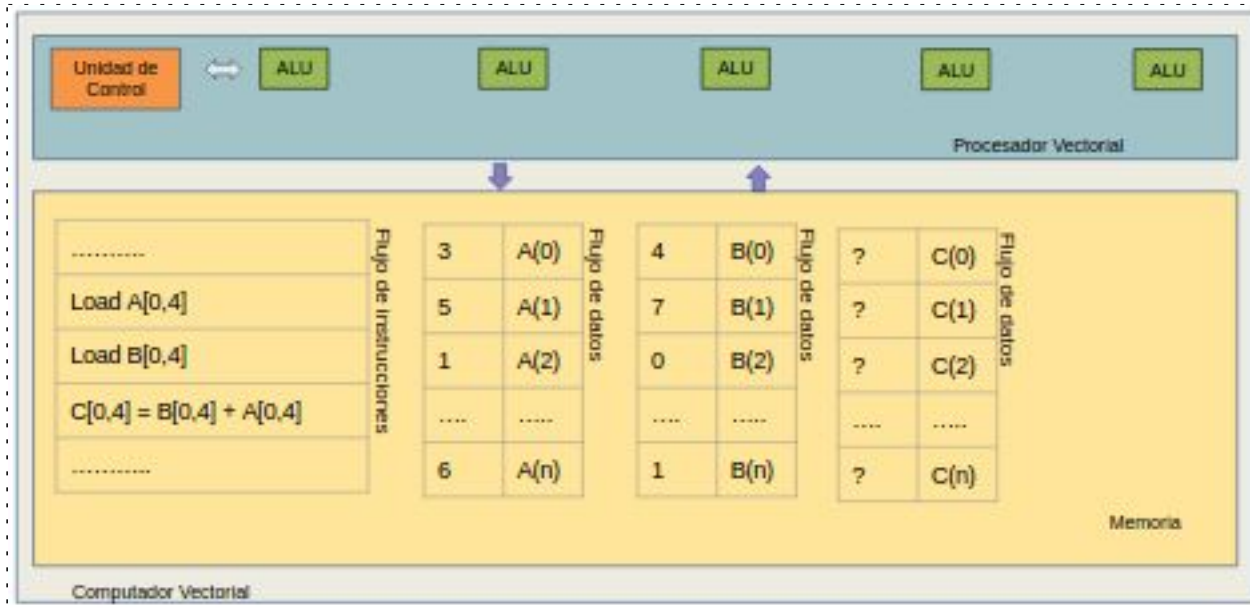 Unidad de
Control
ALU
ALU
ALU
ALU
ALU
Procesador Vectorial
..........
Load A[0,4]
Load B[0,4]
C[0,4] = B[0,4] + A[0,4]
...........
Flujo de instrucciones
3 A(0)
5 A(1)
1 A(2)
.... .....
6 A(n)
Flujo de datos
4 B(0)
7 B(1)
0 B(2)
.... .....
1 B(n)
Flujo de datos
? C(0)
? C(1)
? C(2)
.... .....
? C(n)
Flujo de datos
Memoria
Computador Vectorial